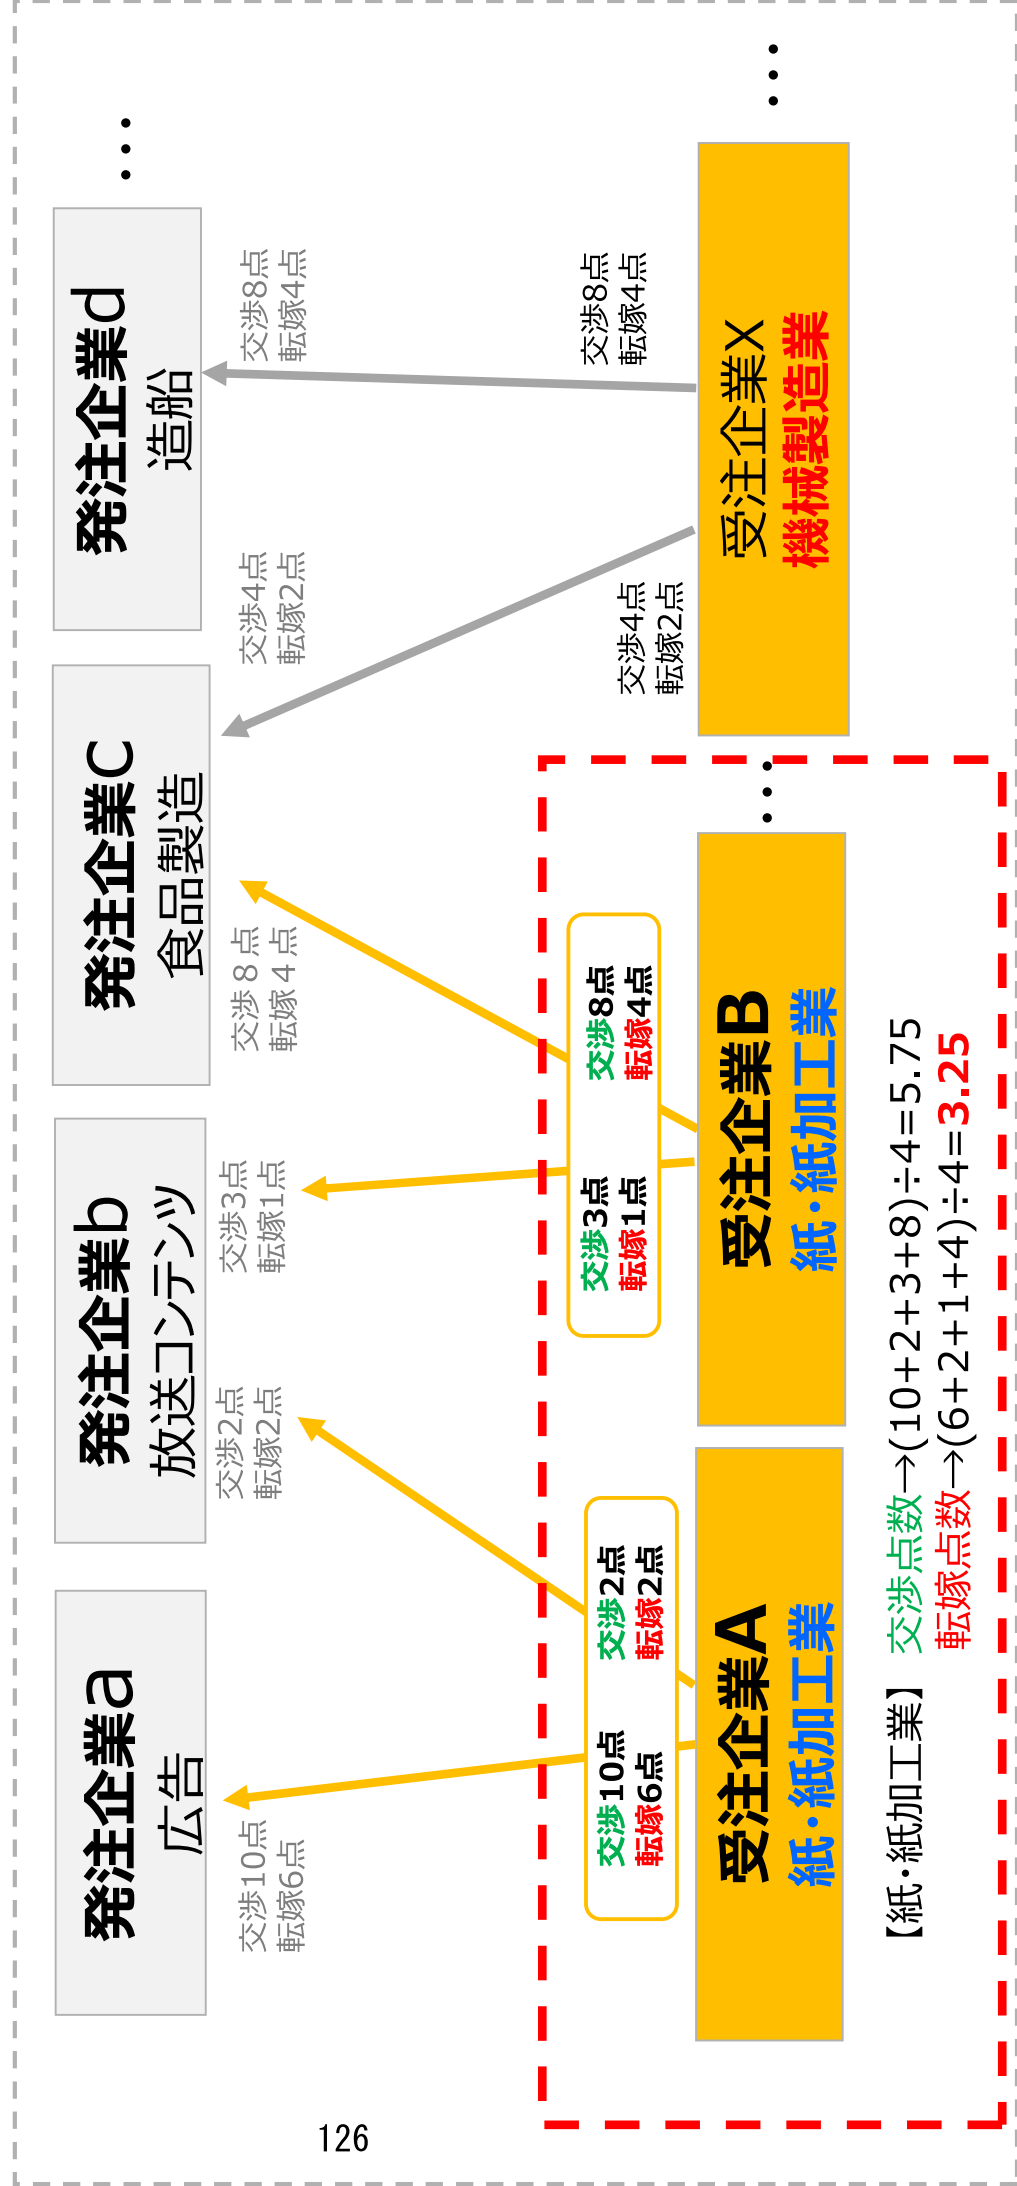 発注企業a
広告
発注企業b
放送コンテンツ
発注企業C
食品製造
発注企業d
造船
…
交渉10点
転嫁6点
交渉2点
転嫁2点
交渉3点
転嫁1点
交渉８点
転嫁４点
交渉4点
転嫁2点
交渉8点
転嫁4点
交渉10点
転嫁6点
交渉2点
転嫁2点
交渉3点
転嫁1点
交渉8点
転嫁4点
交渉4点
転嫁2点
交渉8点
転嫁4点
受注企業A
紙・紙加工業
受注企業B
紙・紙加工業
…
受注企業X
機械製造業
…
【紙・紙加工業】 交渉点数→(10+2+3+8)÷4=5.75
転嫁点数→(6+2+1+4)÷4=3.25
126